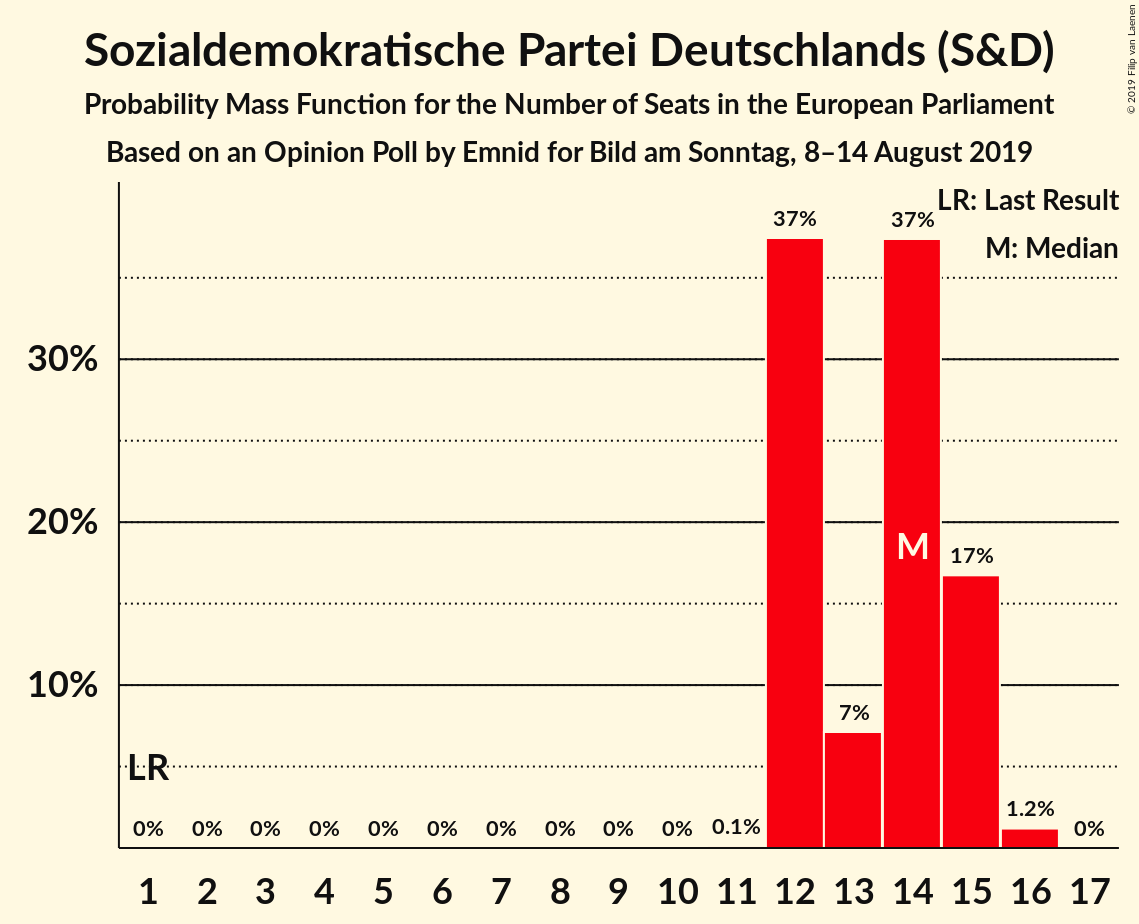 Sozialdemokratische Partei Deutschlands (S&D)
Probability Mass Function for the Number of Seats in the European Parliament
Based on an Opinion Poll by Emnid for Bild am Sonntag, 8–14 August 2019
© 2019 Filip van Laenen
LR: Last Result
M: Median
37%
37%
30%
20%
M
17%
10%
7%
LR
0% 0% 0% 0% 0% 0% 0% 0% 0% 0% 0.1% 1.2% 0%
1 2 3 4 5 6 7 8 9 10 11 12 13 14 15 16 17